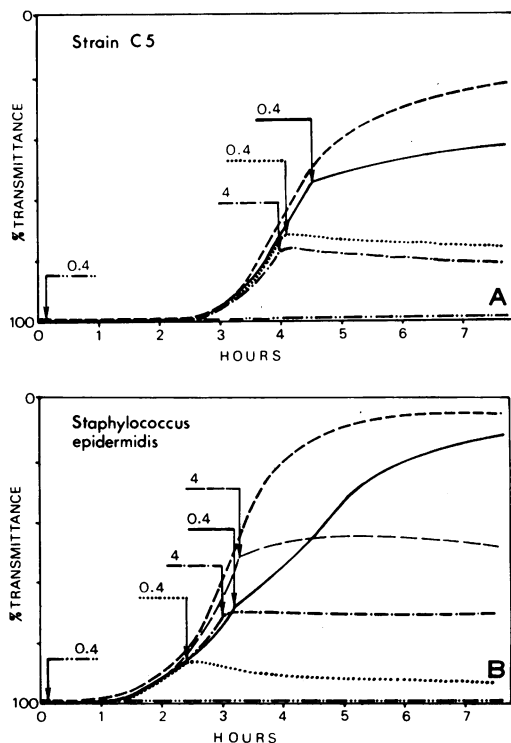 0
Strain C5
0.4
0.4
4
0.4
% TRANSMITTANCE
A
100
0 1 2 3 4 5 6 7
HOURS
0
Staphylococcus
epidermidis
4
0.4
4
0.4
0.4
% TRANSMITTANCE
B
100
0 1 2 3 4 5 6 7
HOURS